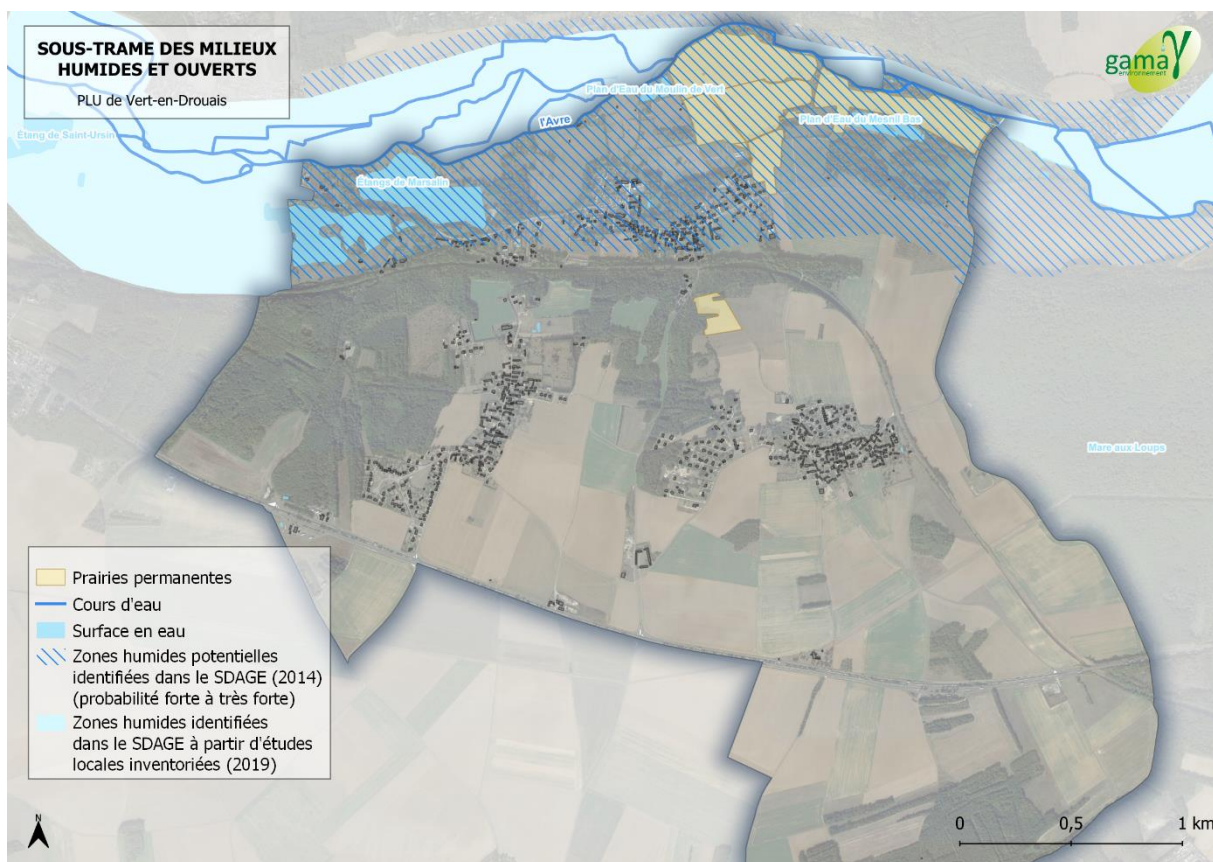 SOUS-TRAME DES MILIEUX
HUMIDES ET OUVERTS
PLU de Vert-en-Drouais
gama
environnement
Étang de Saint-Ursin
Plan d'Eau du Moulin de Vert
l'Avre
Plan d'Eau du Mesnil Bas
Étangs de Marsalin
Mare aux Loups
Prairies permanentes
Cours d'eau
Surface en eau
Zones humides potentielles
identifiées dans le SDAGE (2014)
(probabilité forte à très forte)
Zones humides identifiées
dans le SDAGE à partir d'études
locales inventoriées (2019)
N
0 0,5 1 km